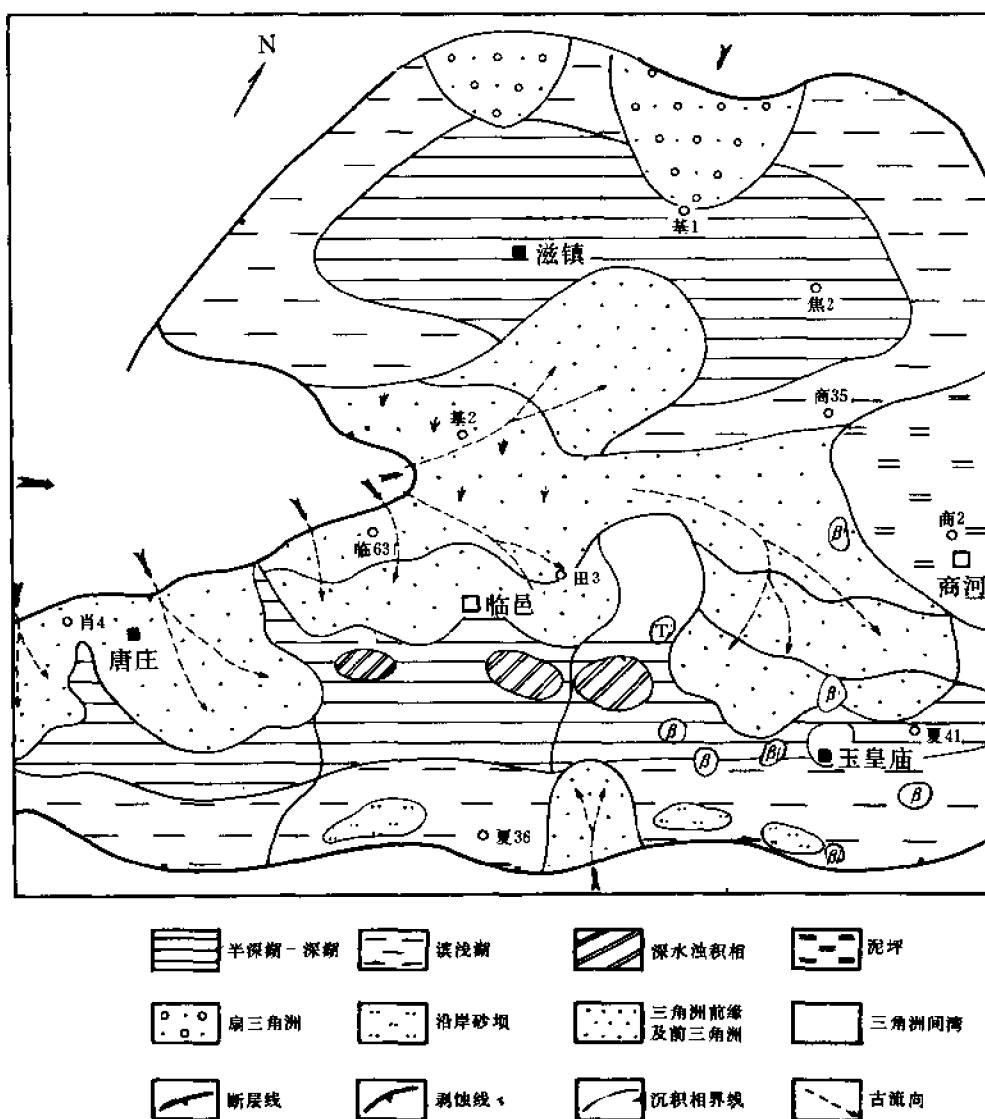 N
基1
滋镇
焦2
商35
基2
商2
商河
临63
田3
临邑
肖4
唐庄
β
T
β
β
夏41
β
β
玉皇庙
β
夏36
β
半深湖－深湖
滨浅湖
深水浊积相
泥坪
扇三角洲
沿岸砂坝
三角洲前缘
及前三角洲
三角洲间湾
断层线
剥蚀线
沉积相界线
古流向